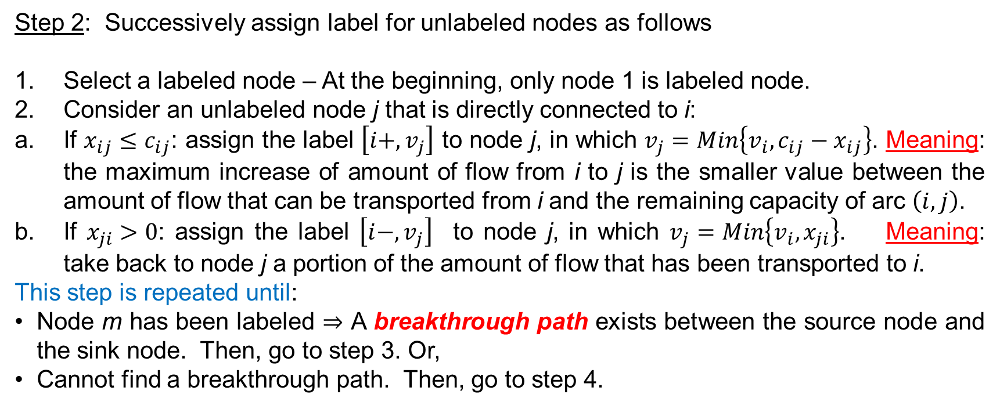 Step 2: Successively assign label for unlabeled nodes as follows
1. Select a labeled node – At the beginning, only node 1 is labeled node.
2. Consider an unlabeled node j that is directly connected to i:
a. If x_{ij} ≤ c_{ij}: assign the label [i+, v_j] to node j, in which v_j = Min{v_i, c_{ij} − x_{ij}}. Meaning:
the maximum increase of amount of flow from i to j is the smaller value between the
amount of flow that can be transported from i and the remaining capacity of arc (i, j).
b. If x_{ji} > 0: assign the label [i−, v_j] to node j, in which v_j = Min{v_i, x_{ji}}. Meaning:
take back to node j a portion of the amount of flow that has been transported to i.
This step is repeated until:
• Node m has been labeled ⇒ A breakthrough path exists between the source node and
the sink node. Then, go to step 3. Or,
• Cannot find a breakthrough path. Then, go to step 4.